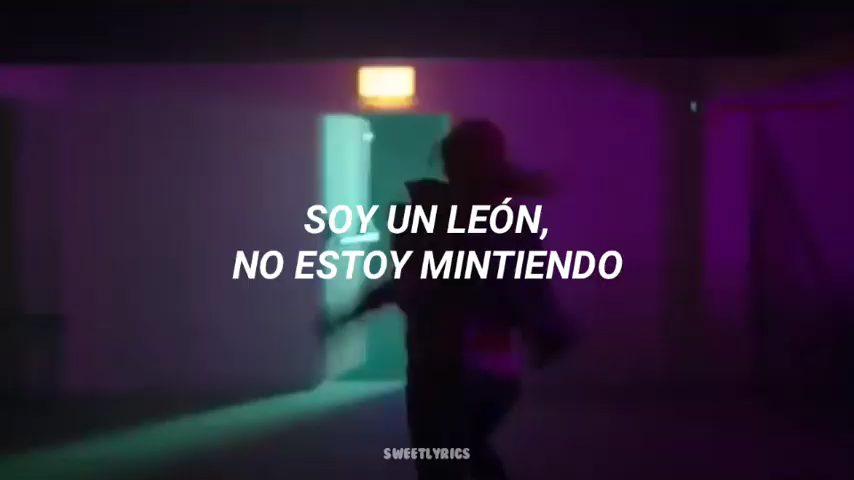 SOY UN LEÓN,
NO ESTOY MINTIENDO
SWEETLYRICS